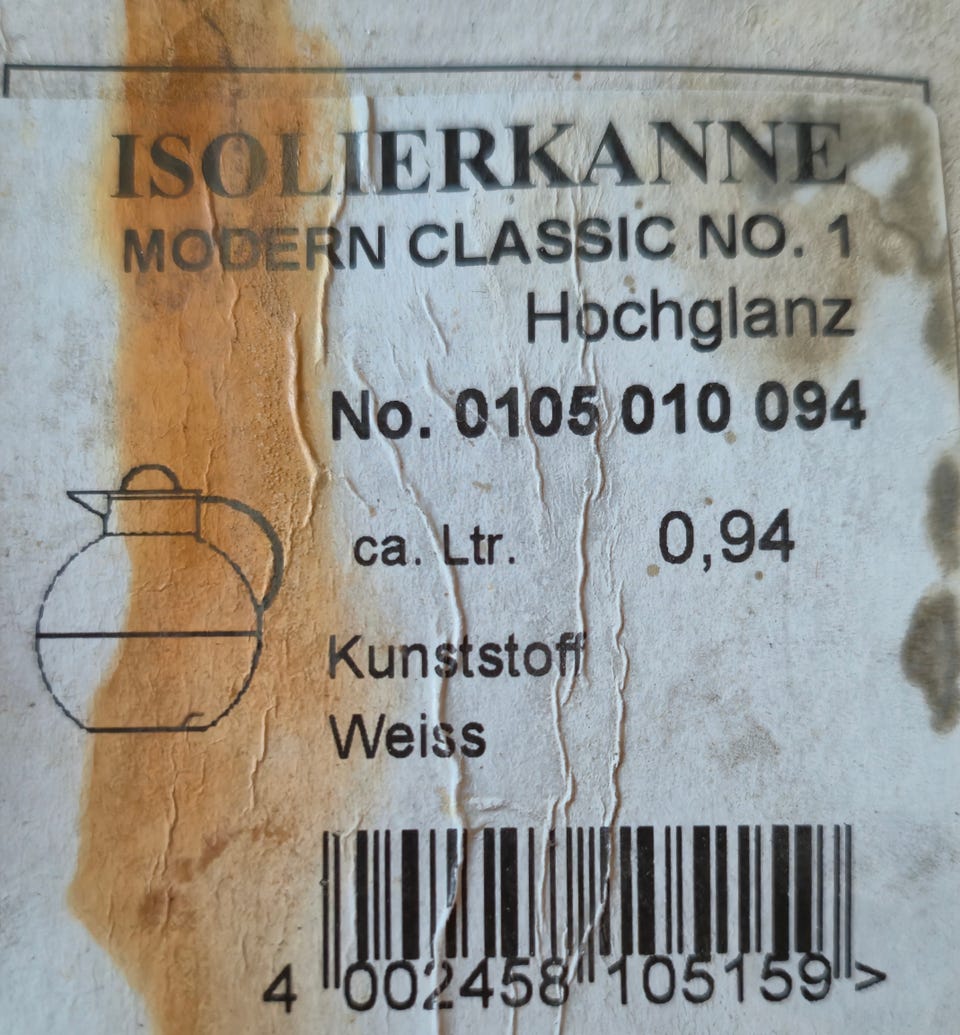 ISOLIERKANNE
MODERN CLASSIC NO. 1
Hochglanz
No. 0105 010 094
ca. Ltr. 0,94
Kunststoff
Weiss
4 002458 105159 >